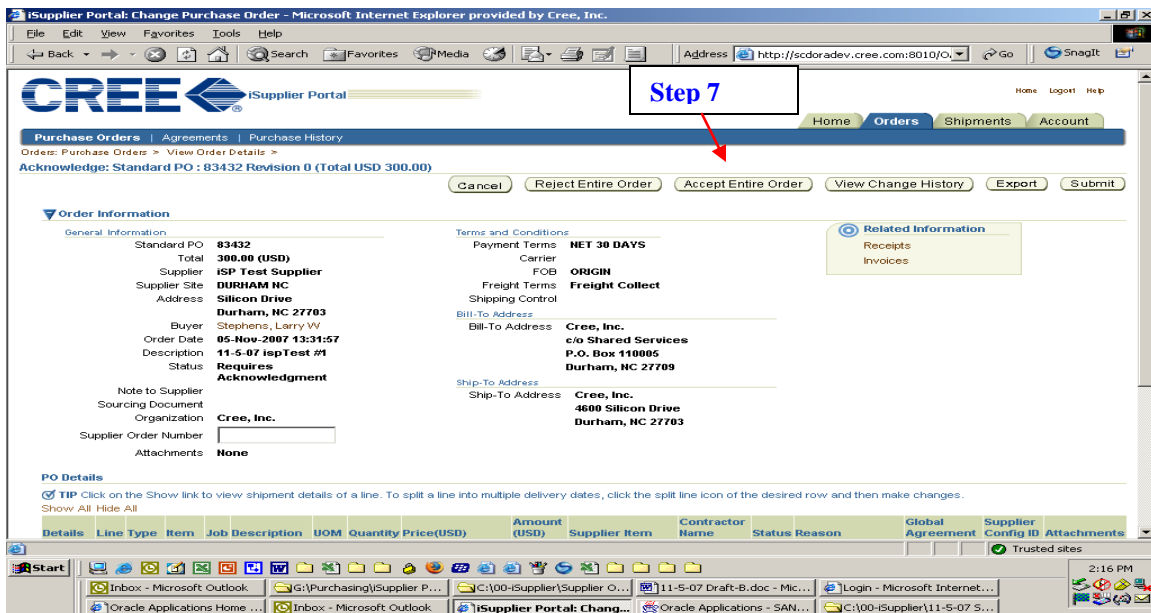 iSupplier Portal: Change Purchase Order - Microsoft Internet Explorer provided by Cree, Inc.
File Edit View Favorites Tools Help
Back Search Favorites Media Address http://scdoradev.cree.com:8010/O Go SnagIt
CREE iSupplier Portal
Step 7
Home Logout Help
Home Orders Shipments Account
Purchase Orders | Agreements | Purchase History
Orders: Purchase Orders > View Order Details >
Acknowledge: Standard PO : 83432 Revision 0 (Total USD 300.00)
Cancel Reject Entire Order Accept Entire Order View Change History Export Submit
Order Information
General Information
Standard PO 83432
Total 300.00 (USD)
Supplier iSP Test Supplier
Supplier Site DURHAM NC
Address Silicon Drive
Durham, NC 27703
Buyer Stephens, Larry W
Order Date 05-Nov-2007 13:31:57
Description 11-5-07 ispTest #1
Status Requires
Acknowledgment
Note to Supplier
Sourcing Document
Organization Cree, Inc.
Supplier Order Number
Attachments None
Terms and Conditions
Payment Terms NET 30 DAYS
Carrier
FOB ORIGIN
Freight Terms Freight Collect
Shipping Control
Bill-To Address
Bill-To Address Cree, Inc.
c/o Shared Services
P.O. Box 110005
Durham, NC 27709
Ship-To Address
Ship-To Address Cree, Inc.
4600 Silicon Drive
Durham, NC 27703
Related Information
Receipts
Invoices
PO Details
TIP Click on the Show link to view shipment details of a line. To split a line into multiple delivery dates, click the split line icon of the desired row and then make changes.
Show All Hide All
Details Line Type Item Job Description UOM Quantity Price(USD) Amount (USD) Supplier Item Contractor Name Status Reason Global Agreement Supplier Config ID Attachments
Trusted sites
Start 2:16 PM
Inbox - Microsoft Outlook G:\Purchasing\iSupplier P... C:\00-iSupplier\Supplier O... 11-5-07 Draft-B.doc - Mic... Login - Microsoft Internet...
Oracle Applications Home ... Inbox - Microsoft Outlook iSupplier Portal: Chang... Oracle Applications - SAN... C:\00-iSupplier\11-5-07 S...